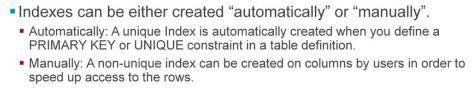 Indexes can be either created “automatically” or “manually”.
Automatically: A unique Index is automatically created when you define a
PRIMARY KEY or UNIQUE constraint in a table definition.
Manually: A non-unique index can be created on columns by users in order to
speed up access to the rows.